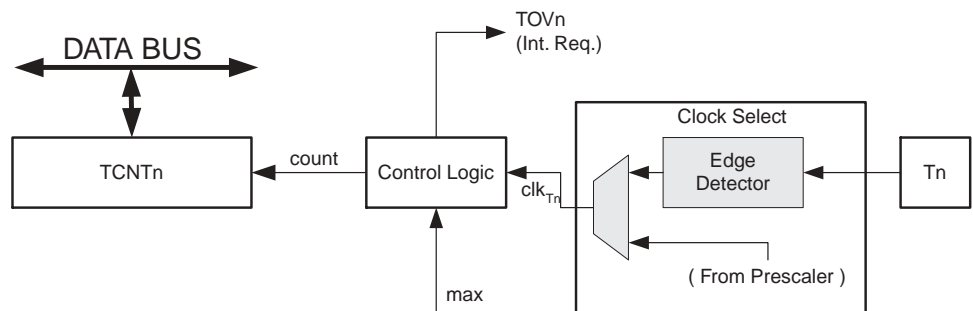 TOVn
(Int. Req.)
DATA BUS
Clock Select
TCNTn
count
Control Logic
clkTn
Edge
Detector
Tn
( From Prescaler )
max